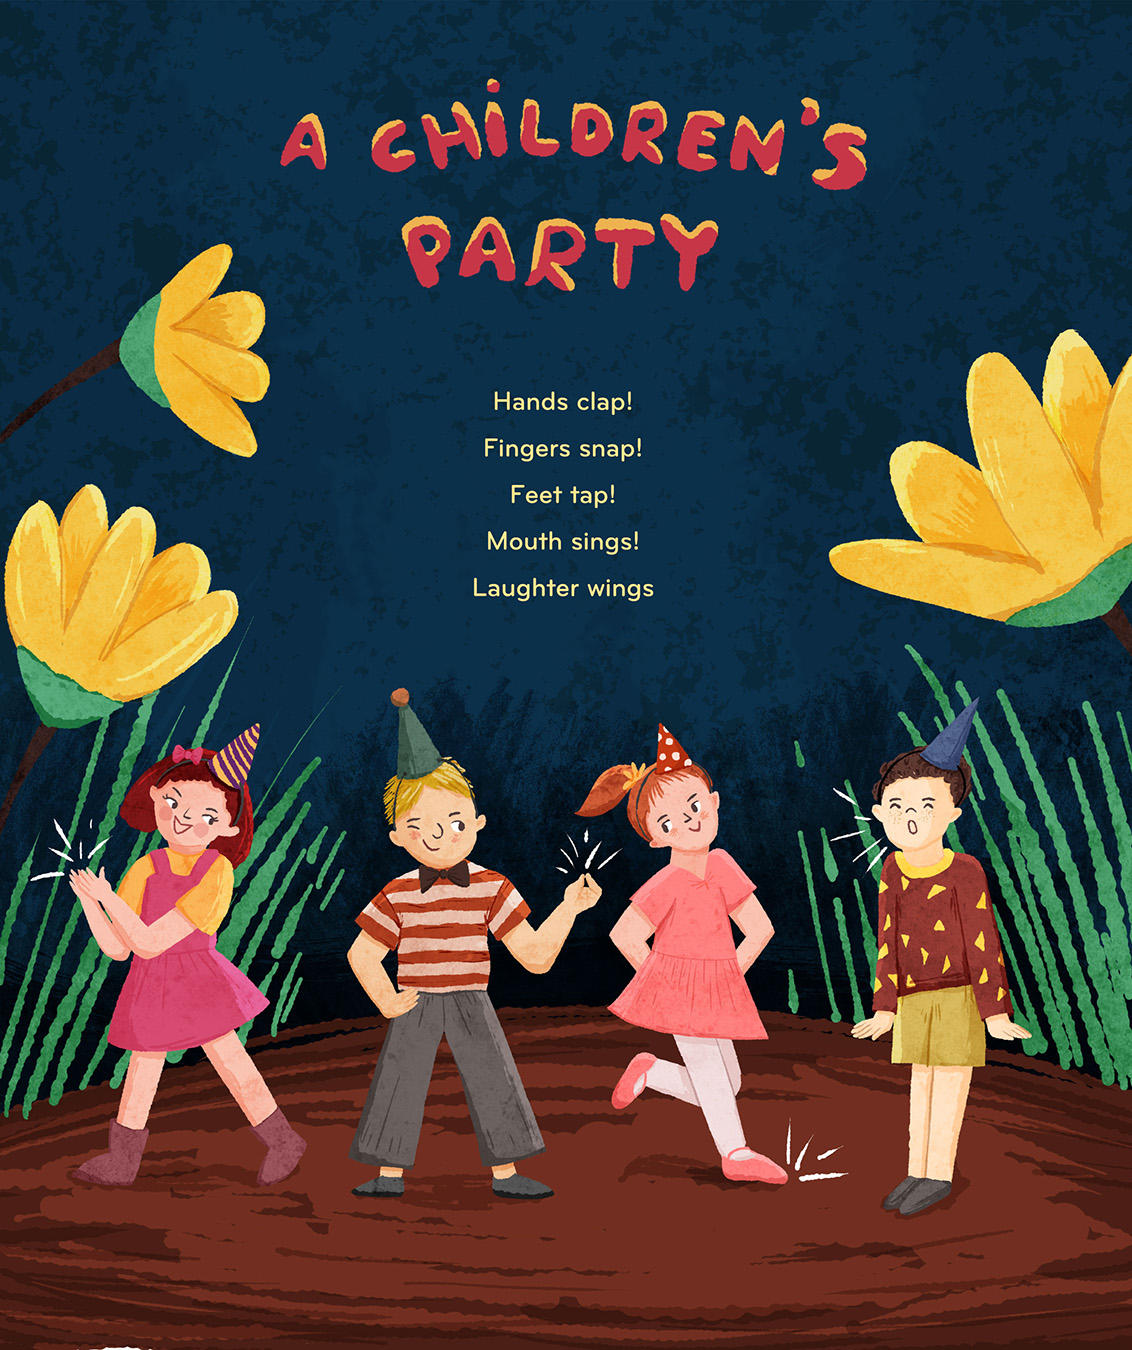 A CHiLDREN'S
PARTY
Hands clap!
Fingers snap!
Feet tap!
Mouth sings!
Laughter wings